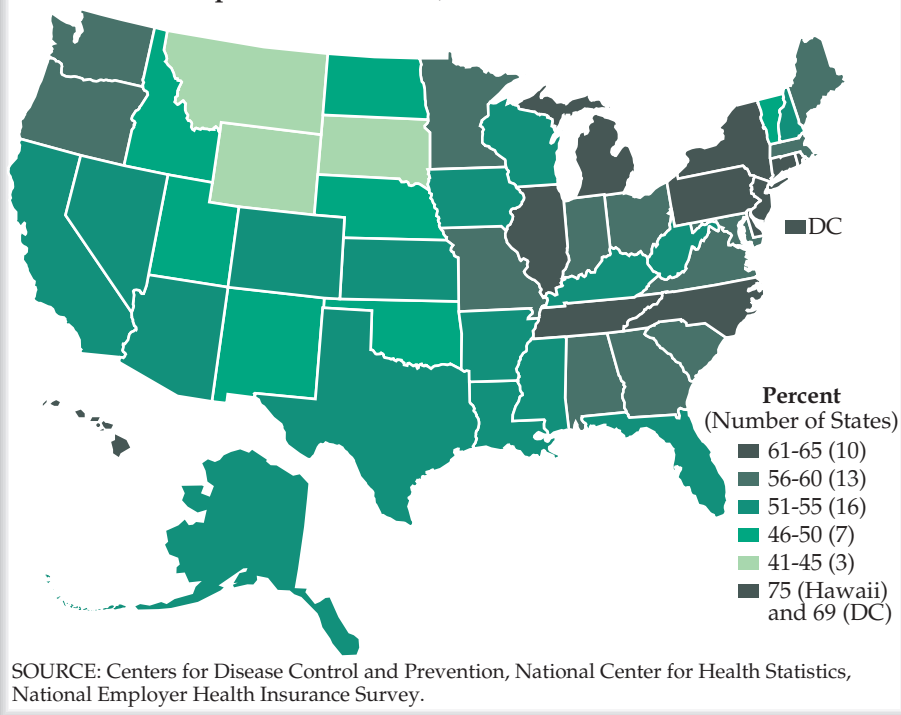 DC
Percent
(Number of States)
61-65 (10)
56-60 (13)
51-55 (16)
46-50 (7)
41-45 (3)
75 (Hawaii)
and 69 (DC)
SOURCE: Centers for Disease Control and Prevention, National Center for Health Statistics,
National Employer Health Insurance Survey.